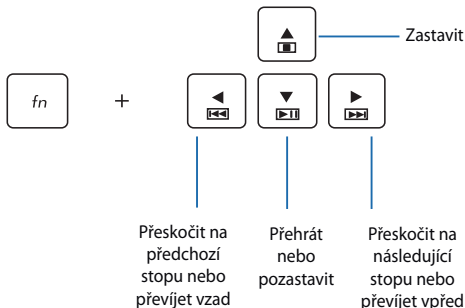 Zastavit
fn +
Přeskočit na
předchozí
stopu nebo
převíjet vzad
Přehrát
nebo
pozastavit
Přeskočit na
následující
stopu nebo
převíjet vpřed